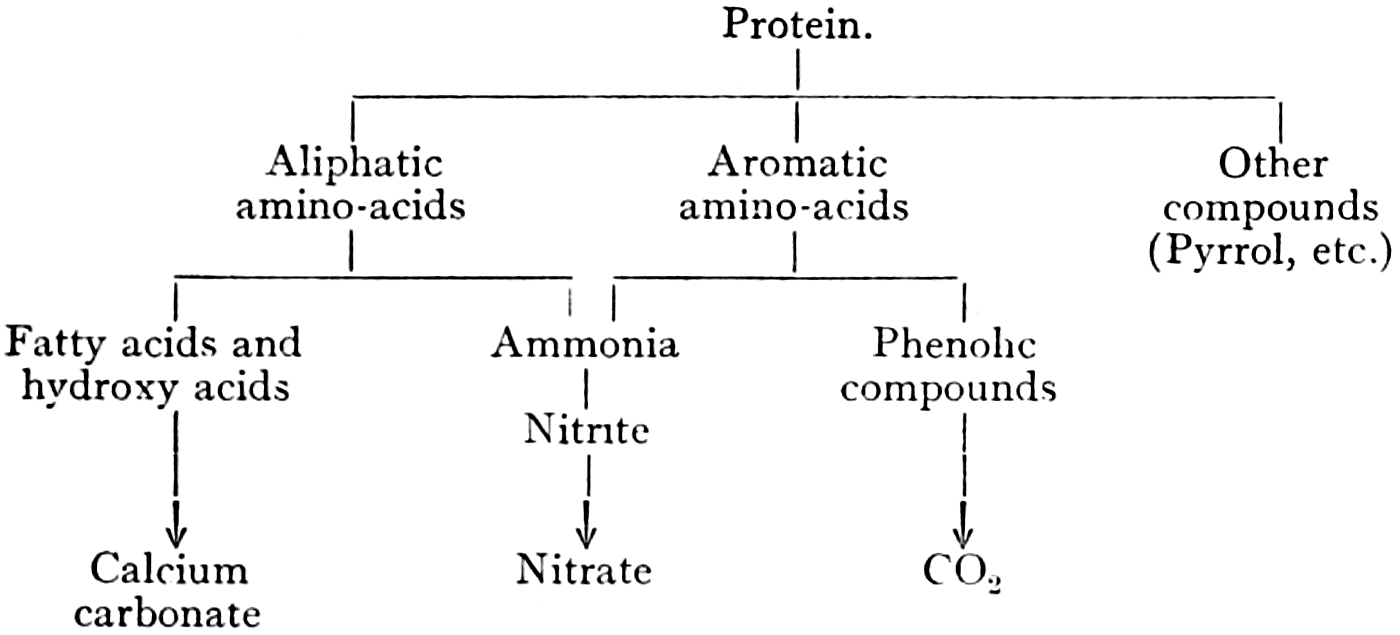 Protein.
Aliphatic
amino-acids
Aromatic
amino-acids
Other
compounds
(Pyrrol, etc.)
Fatty acids and
hydroxy acids
Ammonia
Phenolic
compounds
Nitrite
Calcium
carbonate
Nitrate
CO₂